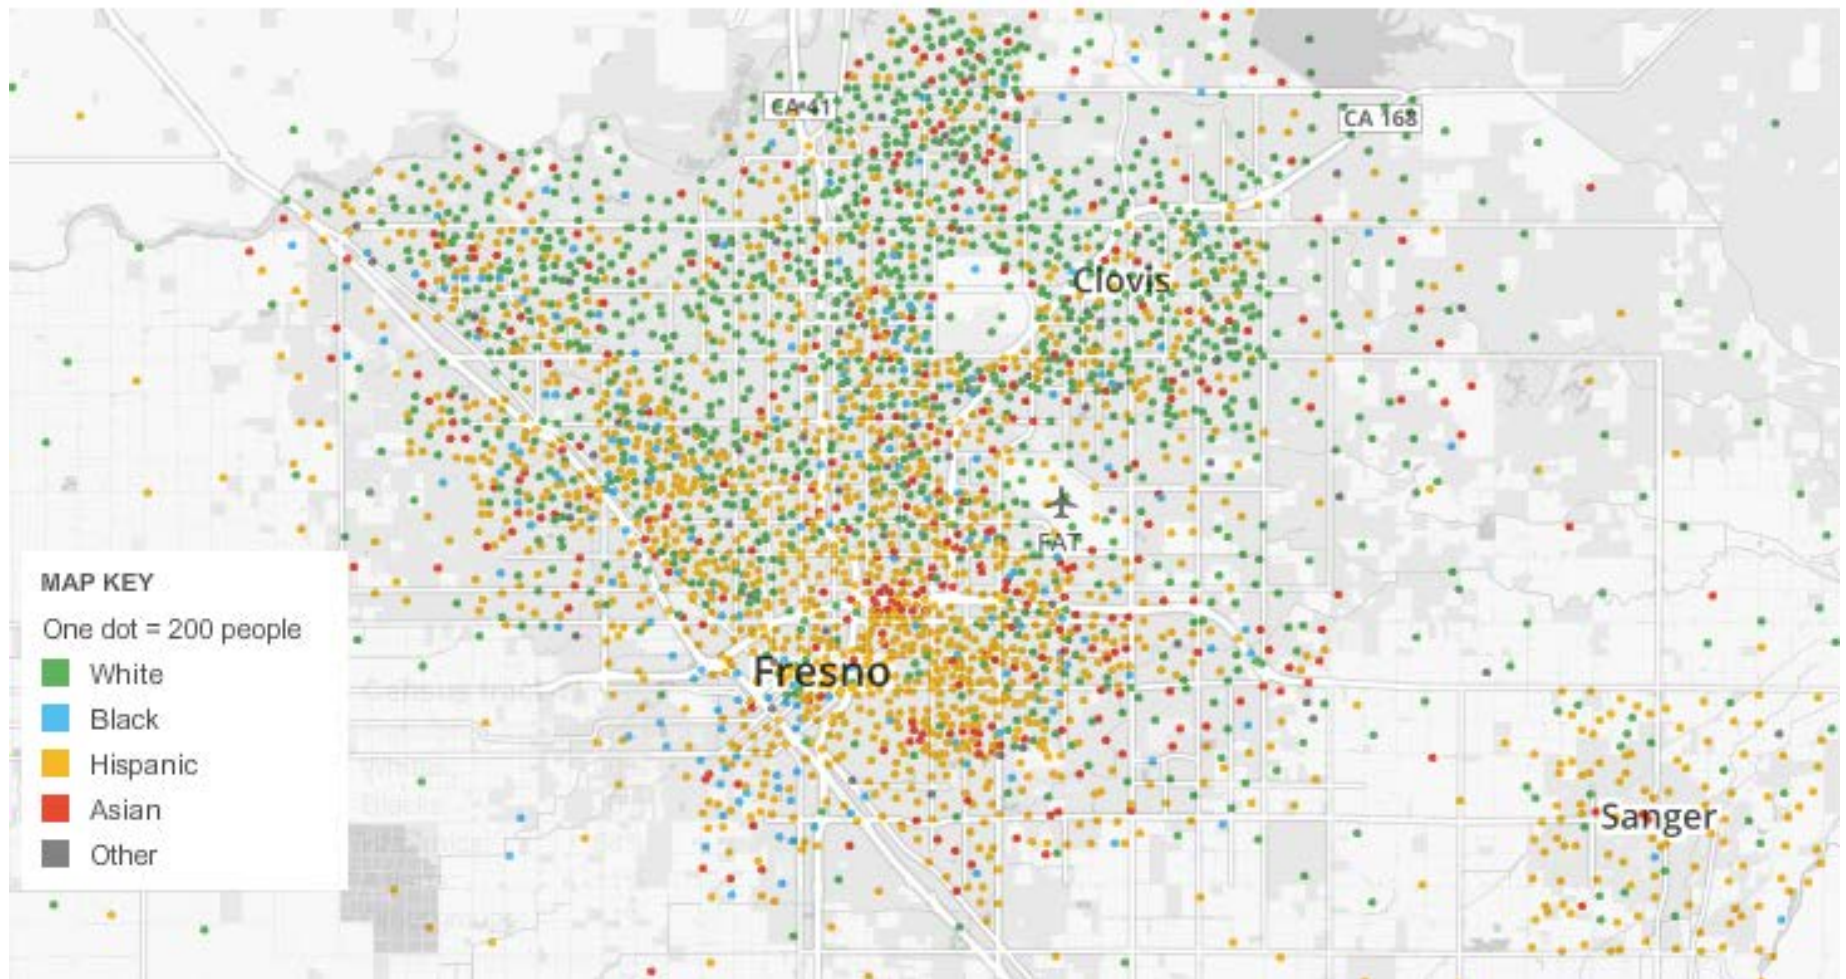 CA 41
CA 168
Clovis
FAT
MAP KEY
One dot = 200 people
White
Black
Hispanic
Asian
Other
Fresno
Sanger